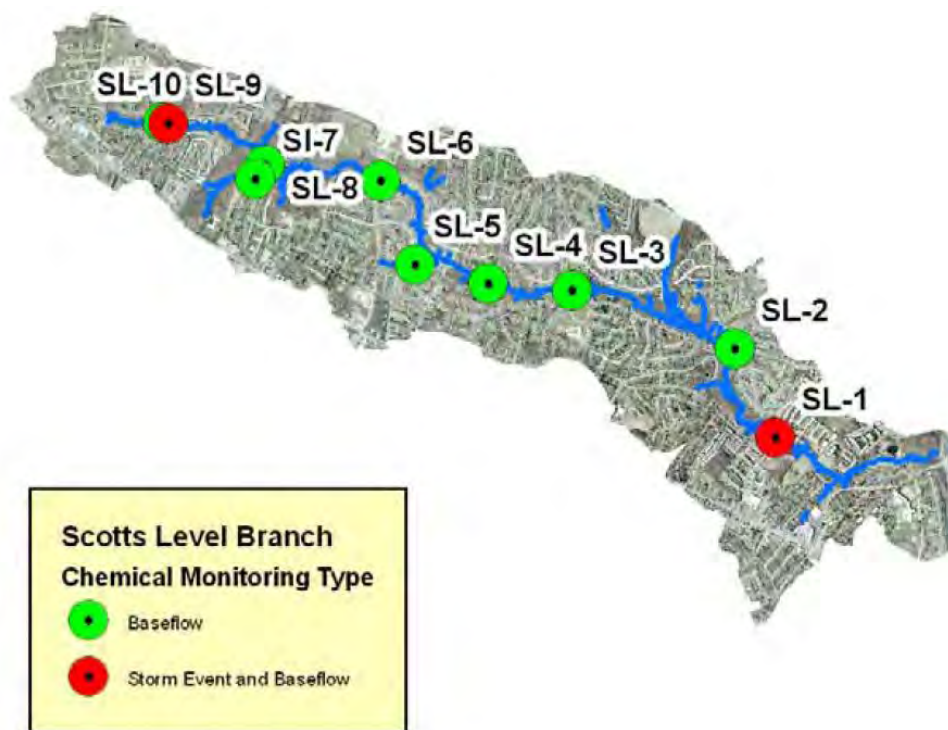 SL-10 SL-9
SI-7
SL-6
SL-8
SL-5
SL-4
SL-3
SL-2
SL-1
Scotts Level Branch
Chemical Monitoring Type
Baseflow
Storm Event and Baseflow